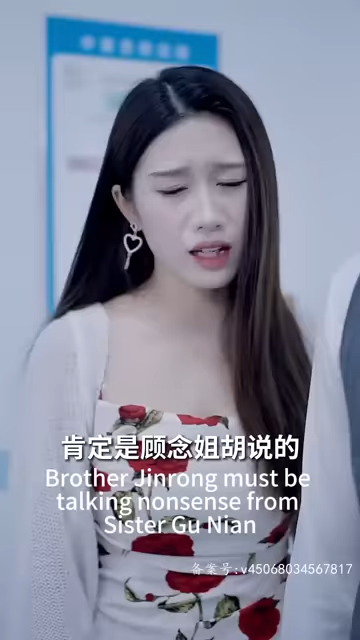 肯定是顾念姐胡说的
Brother Jinrong must be
talking nonsense from
Sister Gu Nian
备案号:v45068034567817